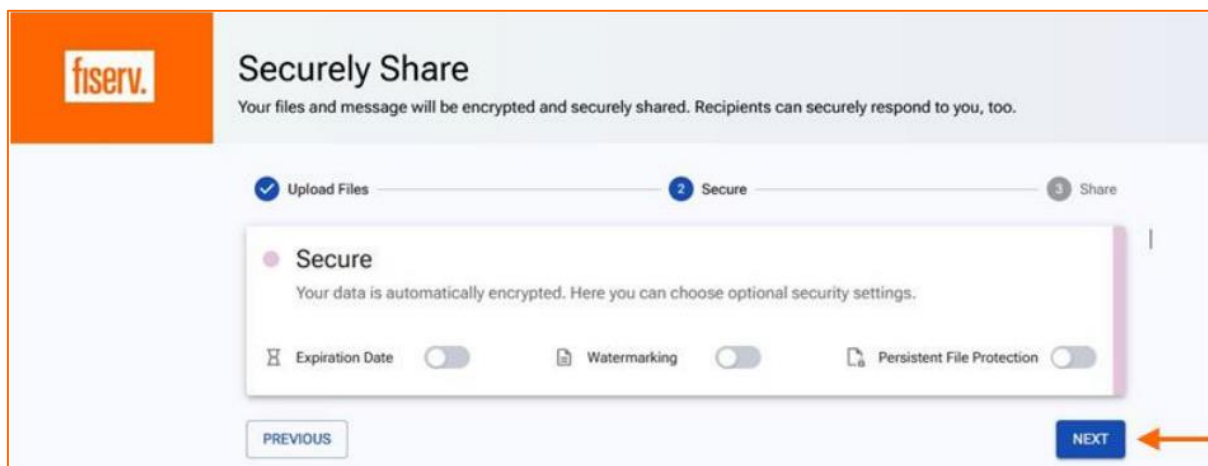 fiserv.
Securely Share
Your files and message will be encrypted and securely shared. Recipients can securely respond to you, too.
Upload Files
2 Secure
3 Share
Secure
Your data is automatically encrypted. Here you can choose optional security settings.
Expiration Date
Watermarking
Persistent File Protection
PREVIOUS
NEXT